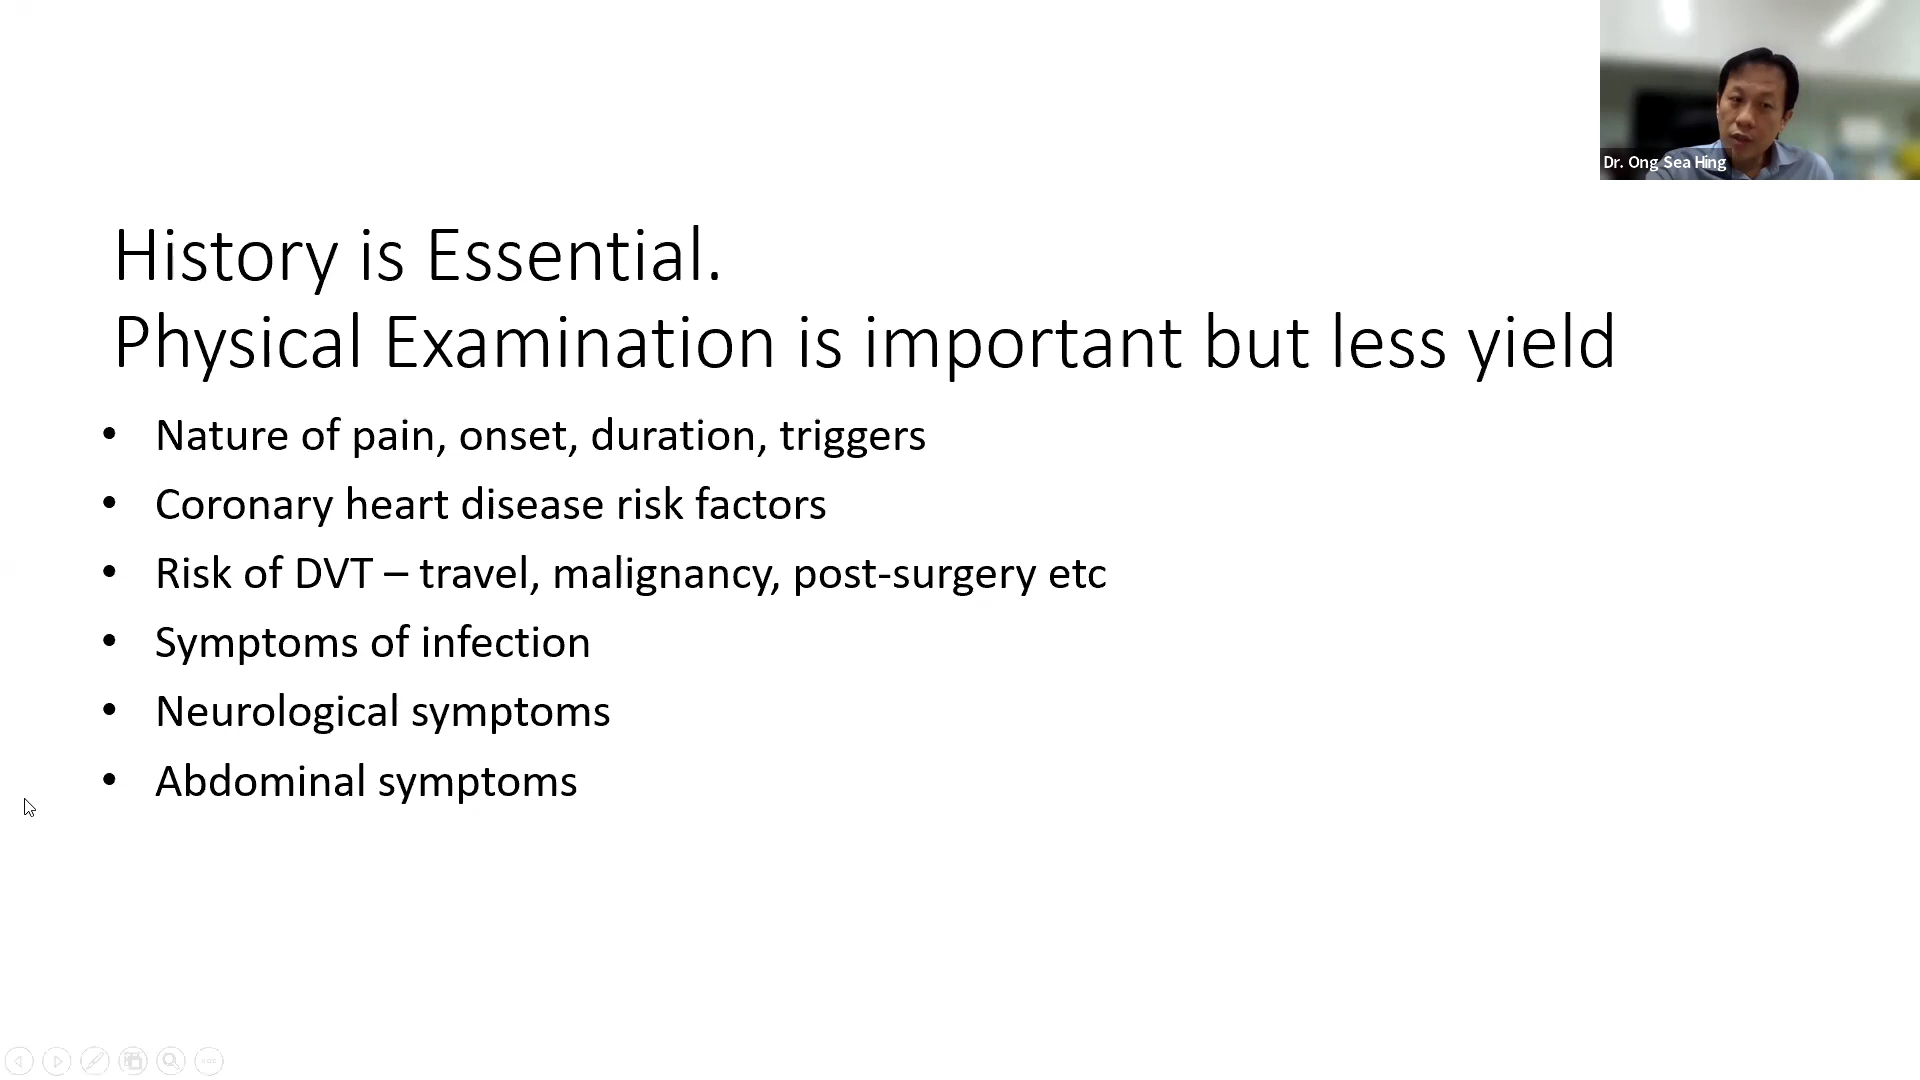 Dr. Ong Sea Hing
History is Essential.
Physical Examination is important but less yield
• Nature of pain, onset, duration, triggers
• Coronary heart disease risk factors
• Risk of DVT – travel, malignancy, post-surgery etc
• Symptoms of infection
• Neurological symptoms
• Abdominal symptoms